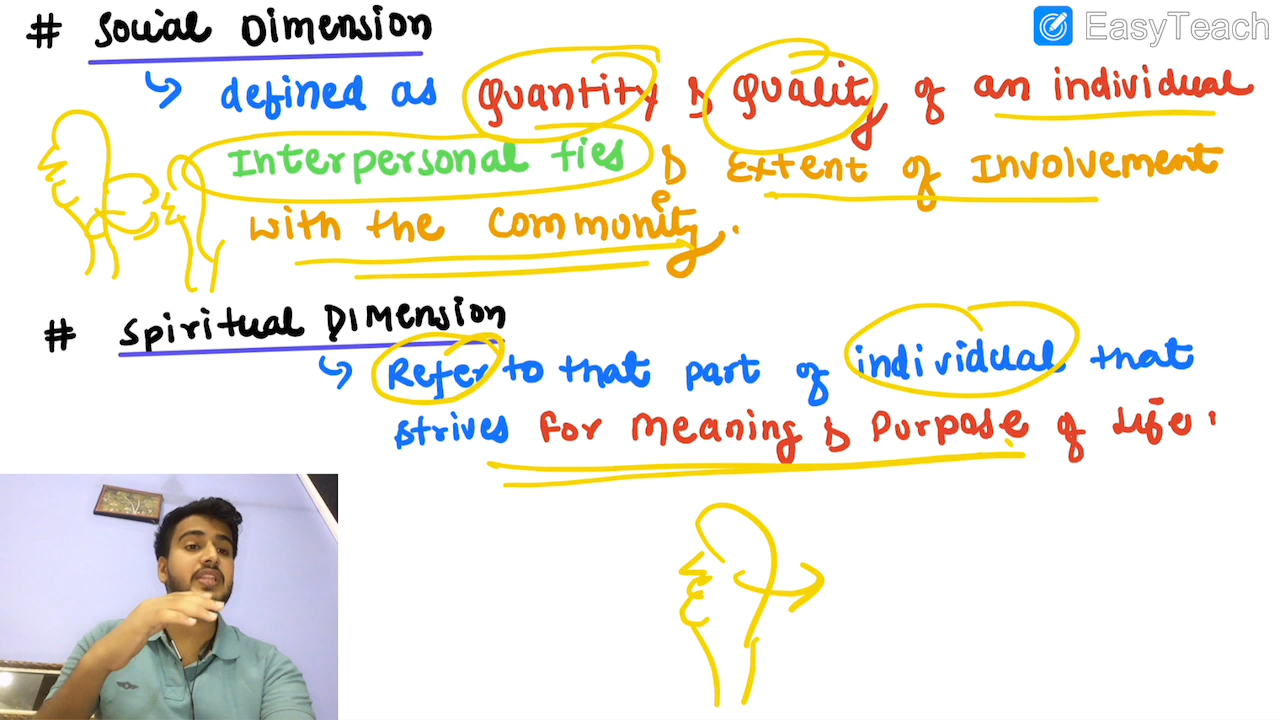 EasyTeach
# Social Dimension
↳ defined as Quantity & Quality of an individual
Interpersonal ties & Extent of Involvement
with the Community.
# Spiritual Dimension
↳ Refer to that part of individual that
strives for meaning & Purpose of life.